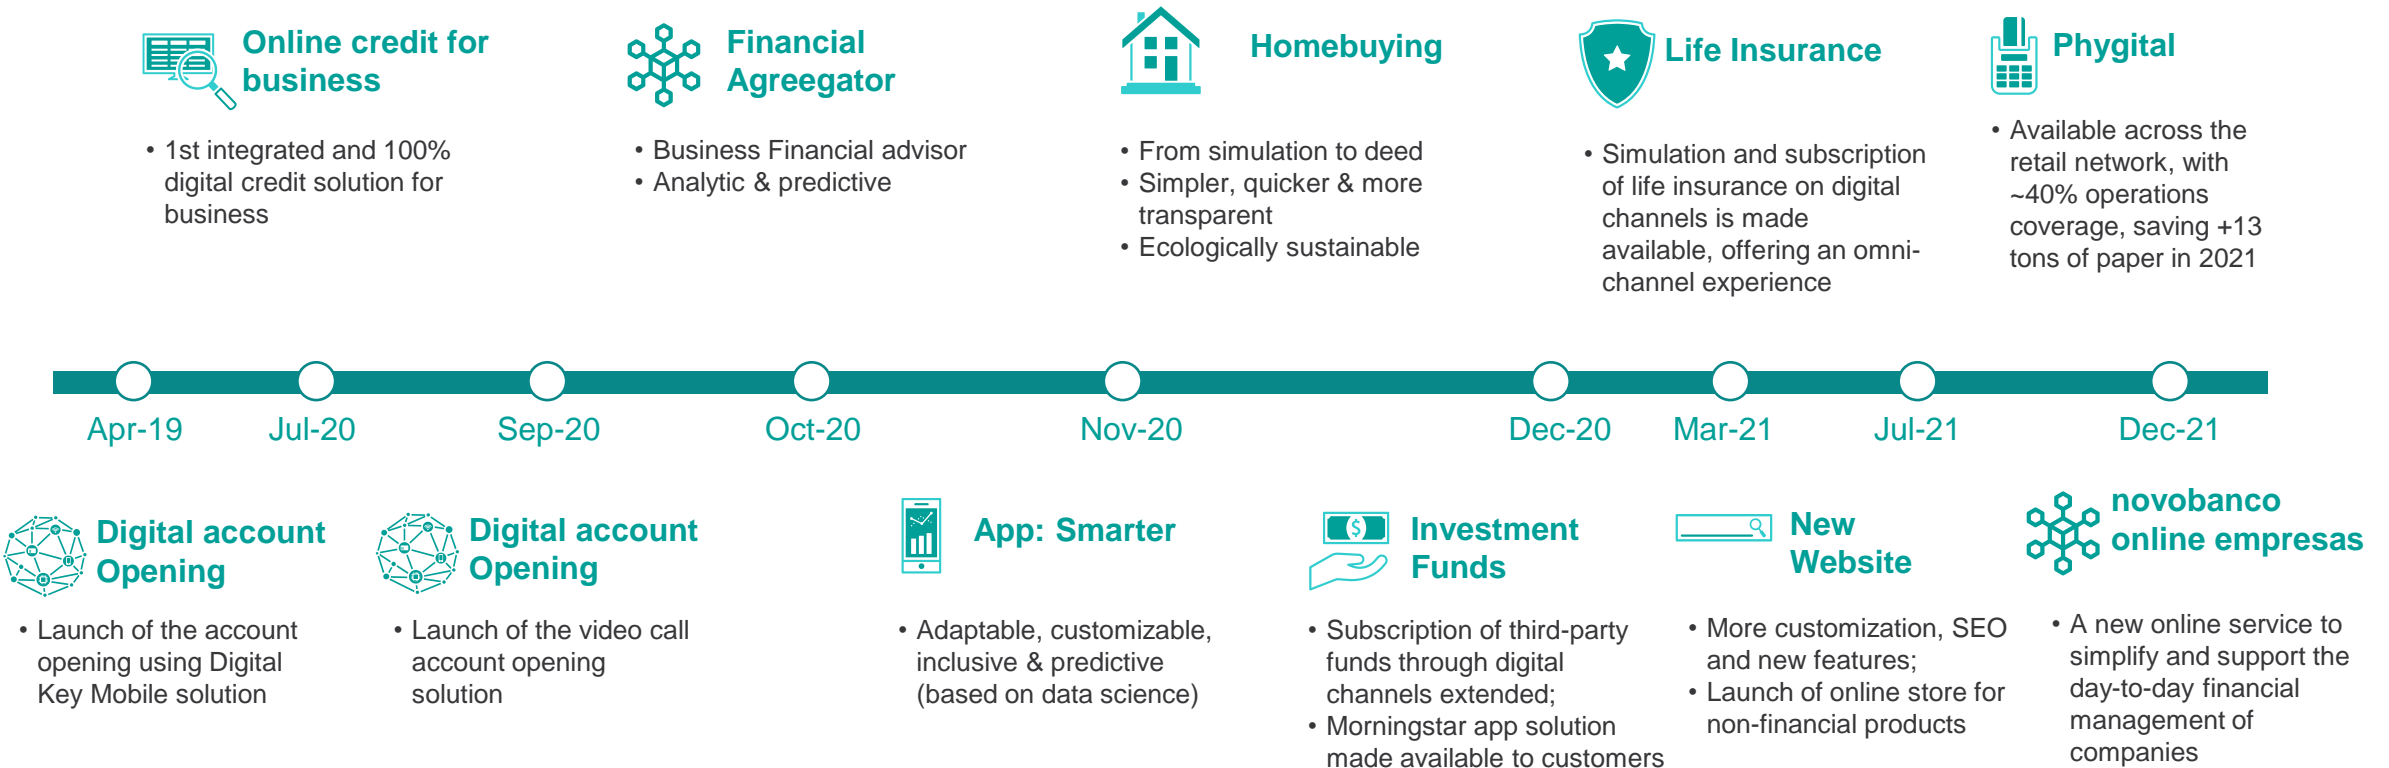 Online credit for
business
• 1st integrated and 100%
digital credit solution for
business
Financial
Agreegator
• Business Financial advisor
• Analytic & predictive
Homebuying
• From simulation to deed
• Simpler, quicker & more
transparent
• Ecologically sustainable
Life Insurance
• Simulation and subscription
of life insurance on digital
channels is made
available, offering an omni-
channel experience
Phygital
• Available across the
retail network, with
~40% operations
coverage, saving +13
tons of paper in 2021
Apr-19
Jul-20
Sep-20
Oct-20
Nov-20
Dec-20
Mar-21
Jul-21
Dec-21
Digital account
Opening
• Launch of the account
opening using Digital
Key Mobile solution
Digital account
Opening
• Launch of the video call
account opening
solution
App: Smarter
• Adaptable, customizable,
inclusive & predictive
(based on data science)
$
Investment
Funds
• Subscription of third-party
funds through digital
channels extended;
• Morningstar app solution
made available to customers
New
Website
• More customization, SEO
and new features;
• Launch of online store for
non-financial products
novobanco
online empresas
• A new online service to
simplify and support the
day-to-day financial
management of
companies